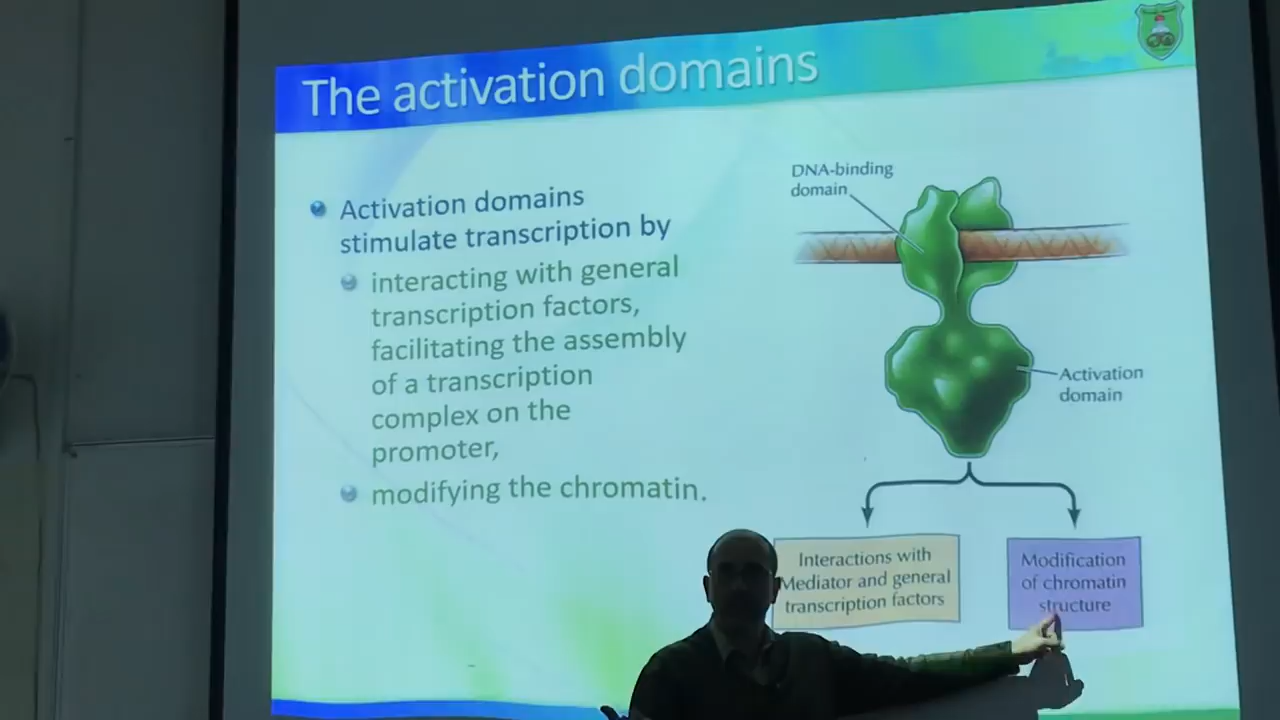 The activation domains
Activation domains
stimulate transcription by
interacting with general
transcription factors,
facilitating the assembly
of a transcription
complex on the
promoter,
modifying the chromatin.
DNA-binding
domain
Activation
domain
Interactions with
Mediator and general
transcription factors
Modification
of chromatin
structure